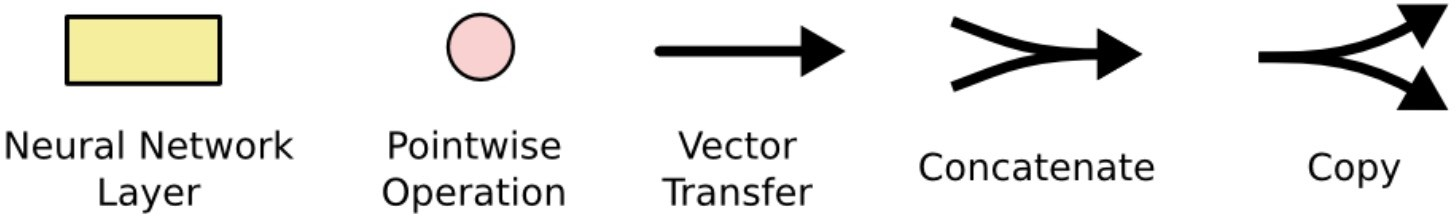 Neural Network
Layer
Pointwise
Operation
Vector
Transfer
Concatenate
Copy